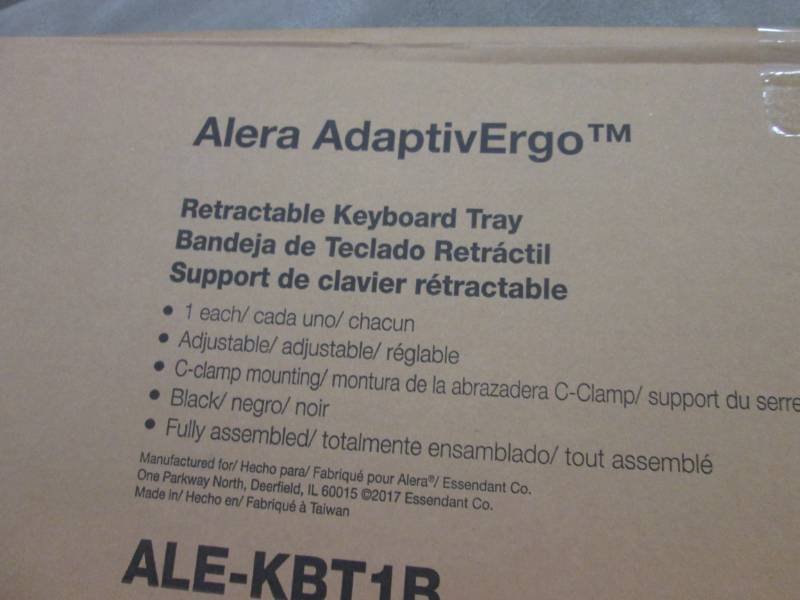 Alera AdaptivErgo™
Retractable Keyboard Tray
Bandeja de Teclado Retráctil
Support de clavier rétractable
• 1 each/ cada uno/ chacun
• Adjustable/ adjustable/ réglable
• C-clamp mounting/ montura de la abrazadera C-Clamp/ support du serre
• Black/ negro/ noir
• Fully assembled/ totalmente ensamblado/ tout assemblé
Manufactured for/ Hecho para/ Fabriqué pour Alera®/ Essendant Co.
One Parkway North, Deerfield, IL 60015 ©2017 Essendant Co.
Made in/ Hecho en/ Fabriqué à Taiwan
ALE-KBT1B